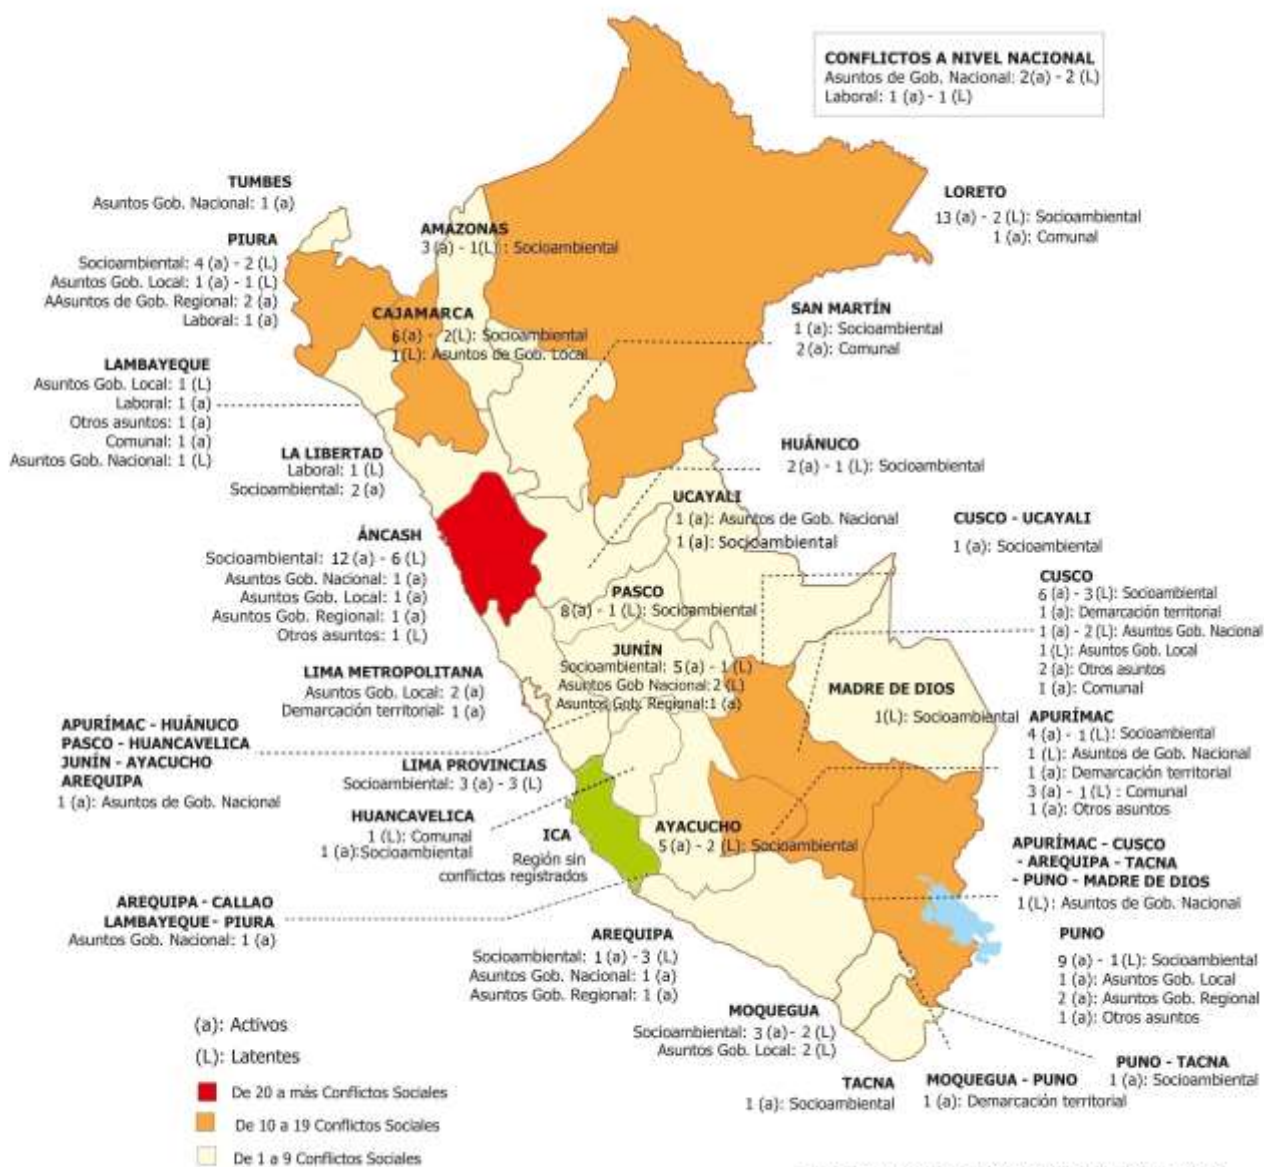 CONFLICTOS A NIVEL NACIONAL
Asuntos de Gob. Nacional: 2(a) - 2 (L)
Laboral: 1 (a) - 1 (L)
TUMBES
Asuntos Gob. Nacional: 1 (a)
PIURA
Socioambiental: 4 (a) - 2 (L)
Asuntos Gob. Local: 1 (a) - 1 (L)
AAsuntos de Gob. Regional: 2 (a)
Laboral: 1 (a)
AMAZONAS
3 (a) - 1(L) : Socioambiental
LORETO
13 (a) - 2 (L): Socioambiental
1 (a): Comunal
CAJAMARCA
6(a) - 2(L): Socioambiental
1(L): Asuntos de Gob. Local
SAN MARTÍN
1 (a): Socioambiental
2 (a): Comunal
LAMBAYEQUE
Asuntos Gob. Local: 1 (L)
Laboral: 1 (a)
Otros asuntos: 1 (a)
Comunal: 1 (a)
Asuntos Gob. Nacional: 1 (L)
LA LIBERTAD
Laboral: 1 (L)
Socioambiental: 2 (a)
HUÁNUCO
2 (a) - 1 (L): Socioambiental
UCAYALI
1 (a): Asuntos de Gob. Nacional
1 (a): Socioambiental
CUSCO - UCAYALI
1 (a): Socioambiental
ÁNCASH
Socioambiental: 12 (a) - 6 (L)
Asuntos Gob. Nacional: 1 (a)
Asuntos Gob. Local: 1 (a)
Asuntos Gob. Regional: 1 (a)
Otros asuntos: 1 (L)
PASCO
8(a) - 1 (L): Socioambiental
CUSCO
6 (a) - 3(L): Socioambiental
1(a): Demarcación territorial
1 (a) - 2(L): Asuntos Gob. Nacional
1(L): Asuntos Gob. Local
2(a): Otros asuntos
1 (a): Comunal
JUNÍN
Socioambiental: 5 (a) - 1 (L)
Asuntos Gob Nacional: 2 (L)
Asuntos Gob. Regional:1 (a)
LIMA METROPOLITANA
Asuntos Gob. Local: 2 (a)
Demarcación territorial: 1 (a)
MADRE DE DIOS
1(L): Socioambiental
APURÍMAC
4 (a) - 1 (L): Socioambiental
1 (L): Asuntos de Gob. Nacional
1 (a): Demarcación territorial
3 (a) - 1 (L) : Comunal
1 (a): Otros asuntos
APURÍMAC - HUÁNUCO
PASCO - HUANCAVELICA
JUNÍN - AYACUCHO
AREQUIPA
1 (a): Asuntos de Gob. Nacional
LIMA PROVINCIAS
Socioambiental: 3 (a) - 3 (L)
HUANCAVELICA
1 (L): Comunal
1 (a):Socioambiental
ICA
Región sin
conflictos registrados
AYACUCHO
5 (a) - 2 (L): Socioambiental
APURÍMAC - CUSCO
- AREQUIPA - TACNA
- PUNO - MADRE DE DIOS
1(L): Asuntos de Gob. Nacional
AREQUIPA - CALLAO
LAMBAYEQUE - PIURA
Asuntos Gob. Nacional: 1 (a)
AREQUIPA
Socioambiental: 1 (a) - 3 (L)
Asuntos Gob. Nacional: 1 (a)
Asuntos Gob. Regional: 1 (a)
PUNO
9 (a) - 1(L): Socioambiental
1 (a): Asuntos Gob. Local
2 (a): Asuntos Gob. Regional
1 (a): Otros asuntos
MOQUEGUA
Socioambiental: 3 (a) - 2 (L)
Asuntos Gob. Local: 2 (L)
PUNO - TACNA
1 (a): Socioambiental
TACNA
1 (a): Socioambiental
MOQUEGUA - PUNO
1 (a): Demarcación territorial
(a): Activos
(L): Latentes
De 20 a más Conflictos Sociales
De 10 a 19 Conflictos Sociales
De 1 a 9 Conflictos Sociales